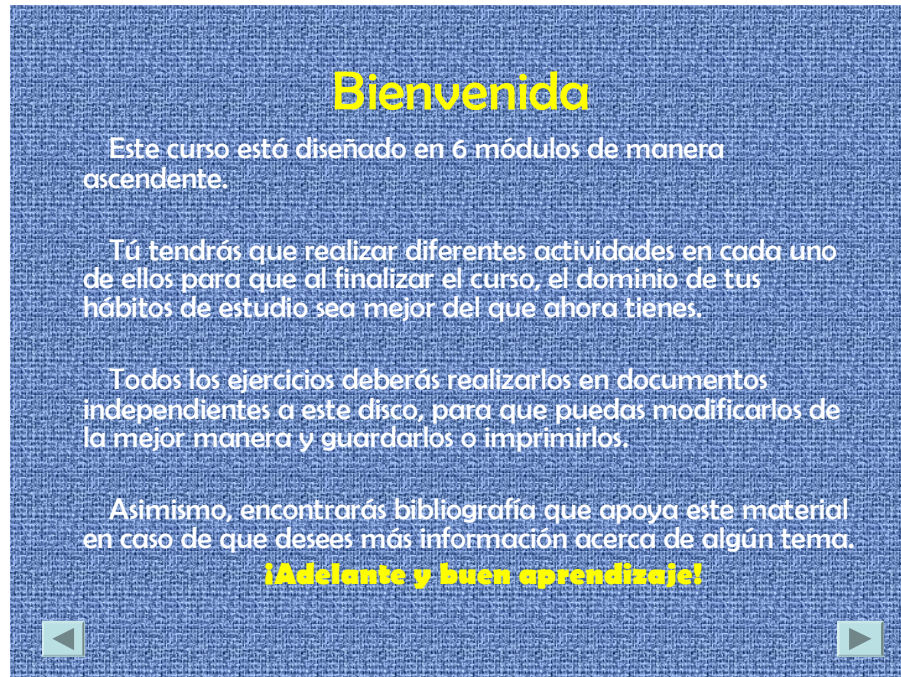 Bienvenida
Este curso está diseñado en 6 módulos de manera
ascendente.
Tú tendrás que realizar diferentes actividades en cada uno
de ellos para que al finalizar el curso, el dominio de tus
hábitos de estudio sea mejor del que ahora tienes.
Todos los ejercicios deberás realizarlos en documentos
independientes a este disco, para que puedas modificarlos de
la mejor manera y guardarlos o imprimirlos.
Asimismo, encontrarás bibliografía que apoya este material
en caso de que desees más información acerca de algún tema.
¡Adelante y buen aprendizaje!